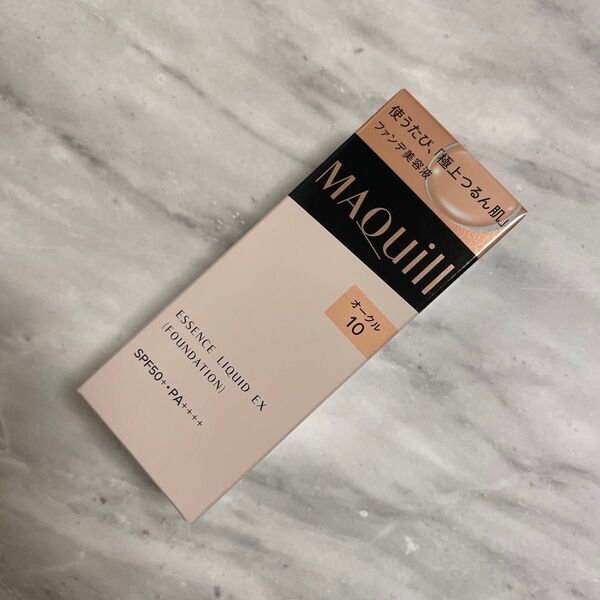 使うたび、「極上つるん肌」
ファンデ美容液
MAQuill
オークル
10
ESSENCE LIQUID EX
(FOUNDATION)
SPF50+・PA++++